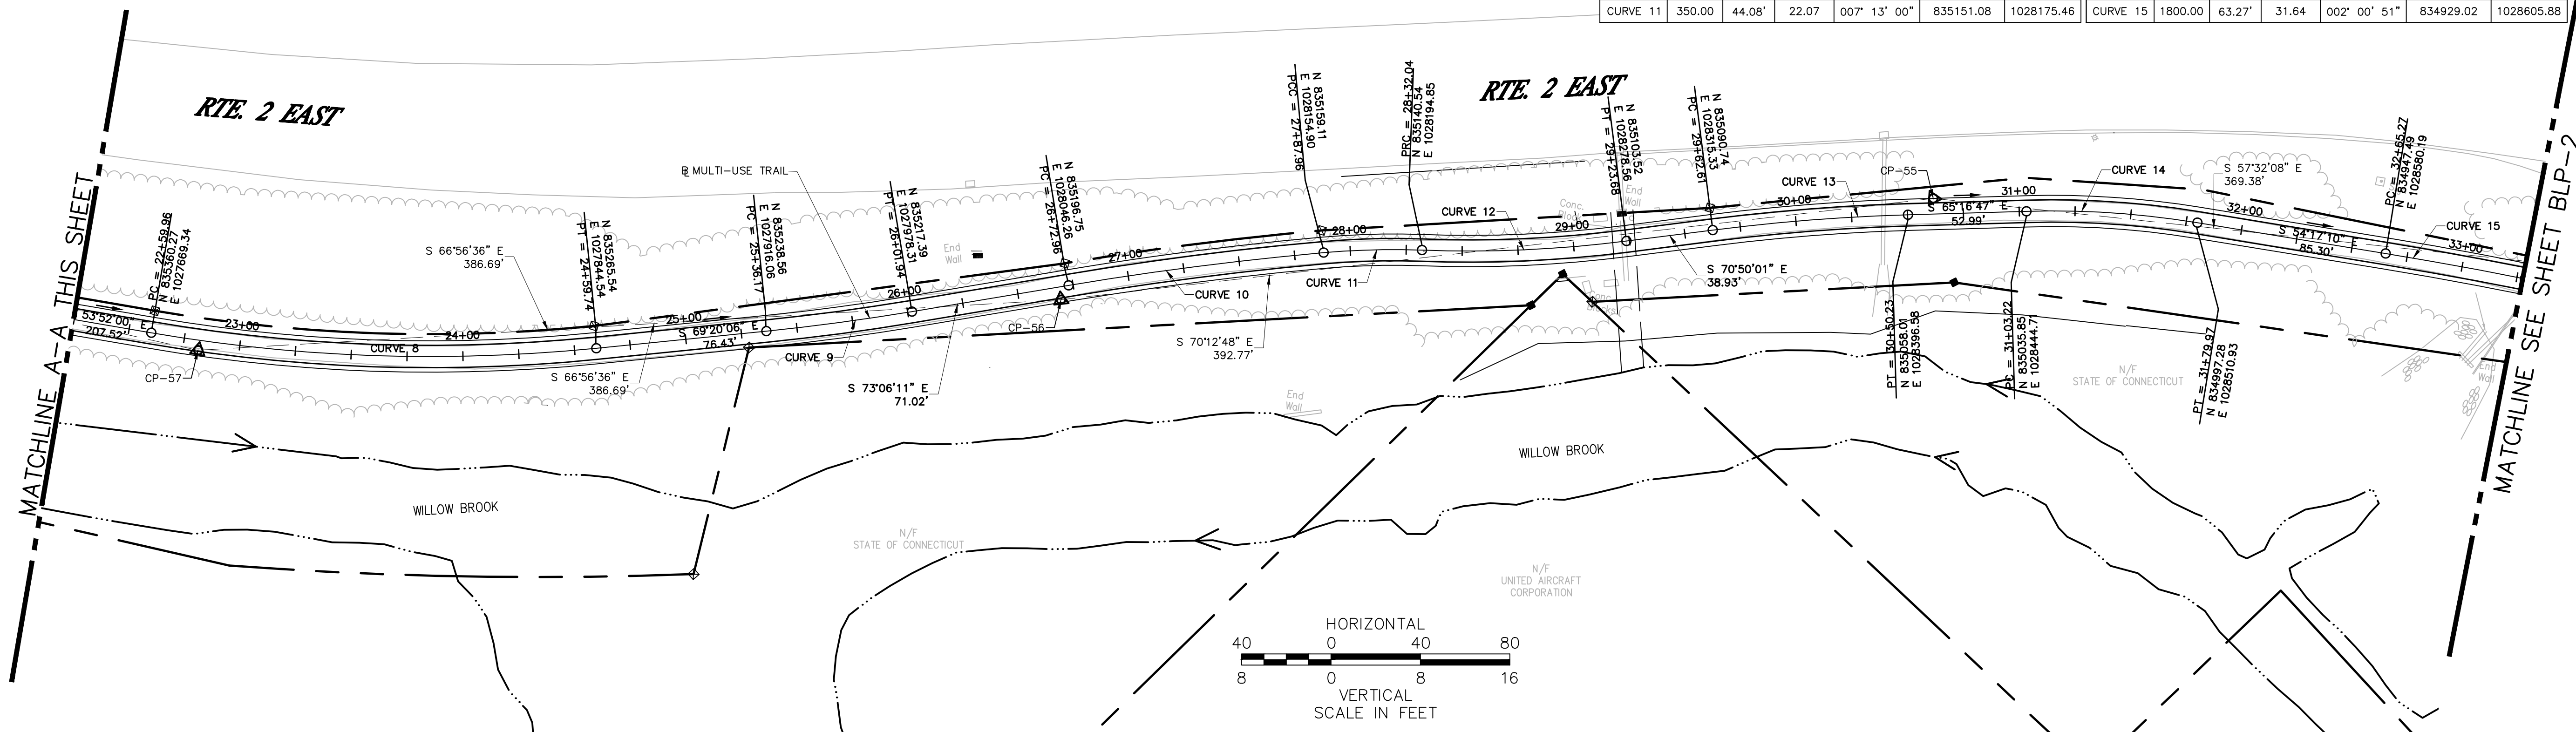 CURVE 11 350.00 44.08' 22.07 007° 13' 00" 835151.08 1028175.46 CURVE 15 1800.00 63.27' 31.64 002° 00' 51" 834929.02 1028605.88
RTE. 2 EAST
RTE. 2 EAST
MATCHLINE A-A THIS SHEET
MATCHLINE SEE SHEET BLP-2
53°52'00" E
207.52'
PC = 22+59.96
N 835360.27
E 1027669.34
23+00
CP-57
CURVE 8
24+00
S 66°56'36" E
386.69'
S 66°56'36" E
386.69'
N 835265.54
E 1027844.54
PT = 24+59.74
25+00
S 69°20'06" E
76.43'
N 835238.56
E 1027916.06
PC = 25+36.17
℄ MULTI-USE TRAIL
CURVE 9
26+00
N 835217.39
E 1027978.31
PT = 26+01.94
End
Wall
S 73°06'11" E
71.02'
CP-56
N 835196.75
E 1028046.26
PC = 26+72.96
27+00
CURVE 10
S 70°12'48" E
392.77'
N 835159.11
E 1028154.90
PCC = 27+87.96
28+00
CURVE 11
PRC = 28+32.04
N 835140.54
E 1028194.85
CURVE 12
29+00
Conc.
Block
End
Wall
N 835103.52
E 1028278.56
PT = 29+23.68
N 835090.74
E 1028315.33
PC = 29+62.61
S 70°50'01" E
38.93'
30+00
CURVE 13
CP-55
PT = 30+50.23
N 835058.01
E 1028396.58
S 65°16'47" E
52.99'
31+00
PC = 31+03.22
N 835035.85
E 1028444.71
CURVE 14
PT = 31+79.97
N 834997.28
E 1028510.93
32+00
S 57°32'08" E
369.38'
S 54°17'10" E
85.30'
PC = 32+65.27
N 834947.49
E 1028580.19
CURVE 15
33+00
End
Wall
End
Wall
N/F
STATE OF CONNECTICUT
WILLOW BROOK
WILLOW BROOK
N/F
STATE OF CONNECTICUT
N/F
UNITED AIRCRAFT
CORPORATION
HORIZONTAL
40 0 40 80
8 0 8 16
VERTICAL
SCALE IN FEET